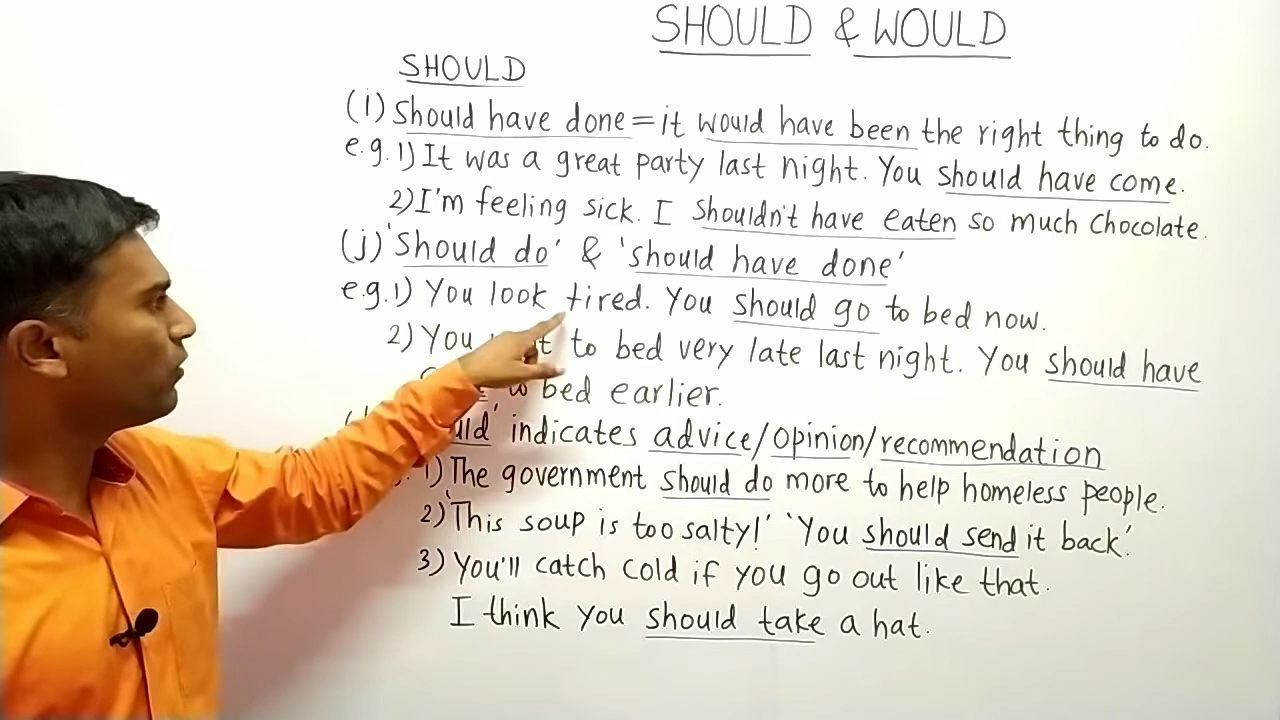 SHOULD & WOULD
SHOULD
(i) Should have done = it would have been the right thing to do.
e.g. 1) It was a great party last night. You should have come.
2) I'm feeling sick. I shouldn't have eaten so much Chocolate.
(j) 'Should do' & 'should have done'
e.g. 1) You look tired. You should go to bed now.
2) You to bed very late last night. You should have
to bed earlier.
indicates advice/opinion/recommendation
1) The government should do more to help homeless people.
2) 'This soup is too salty!' 'You should send it back'.
3) You'll catch cold if you go out like that.
I think you should take a hat.